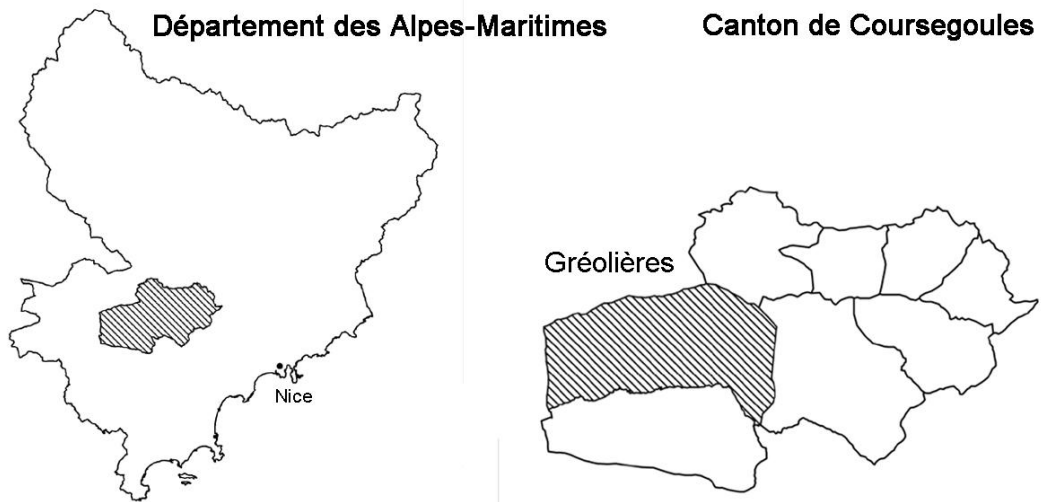 Département des Alpes-Maritimes
Canton de Coursegoules
Gréolières
Nice